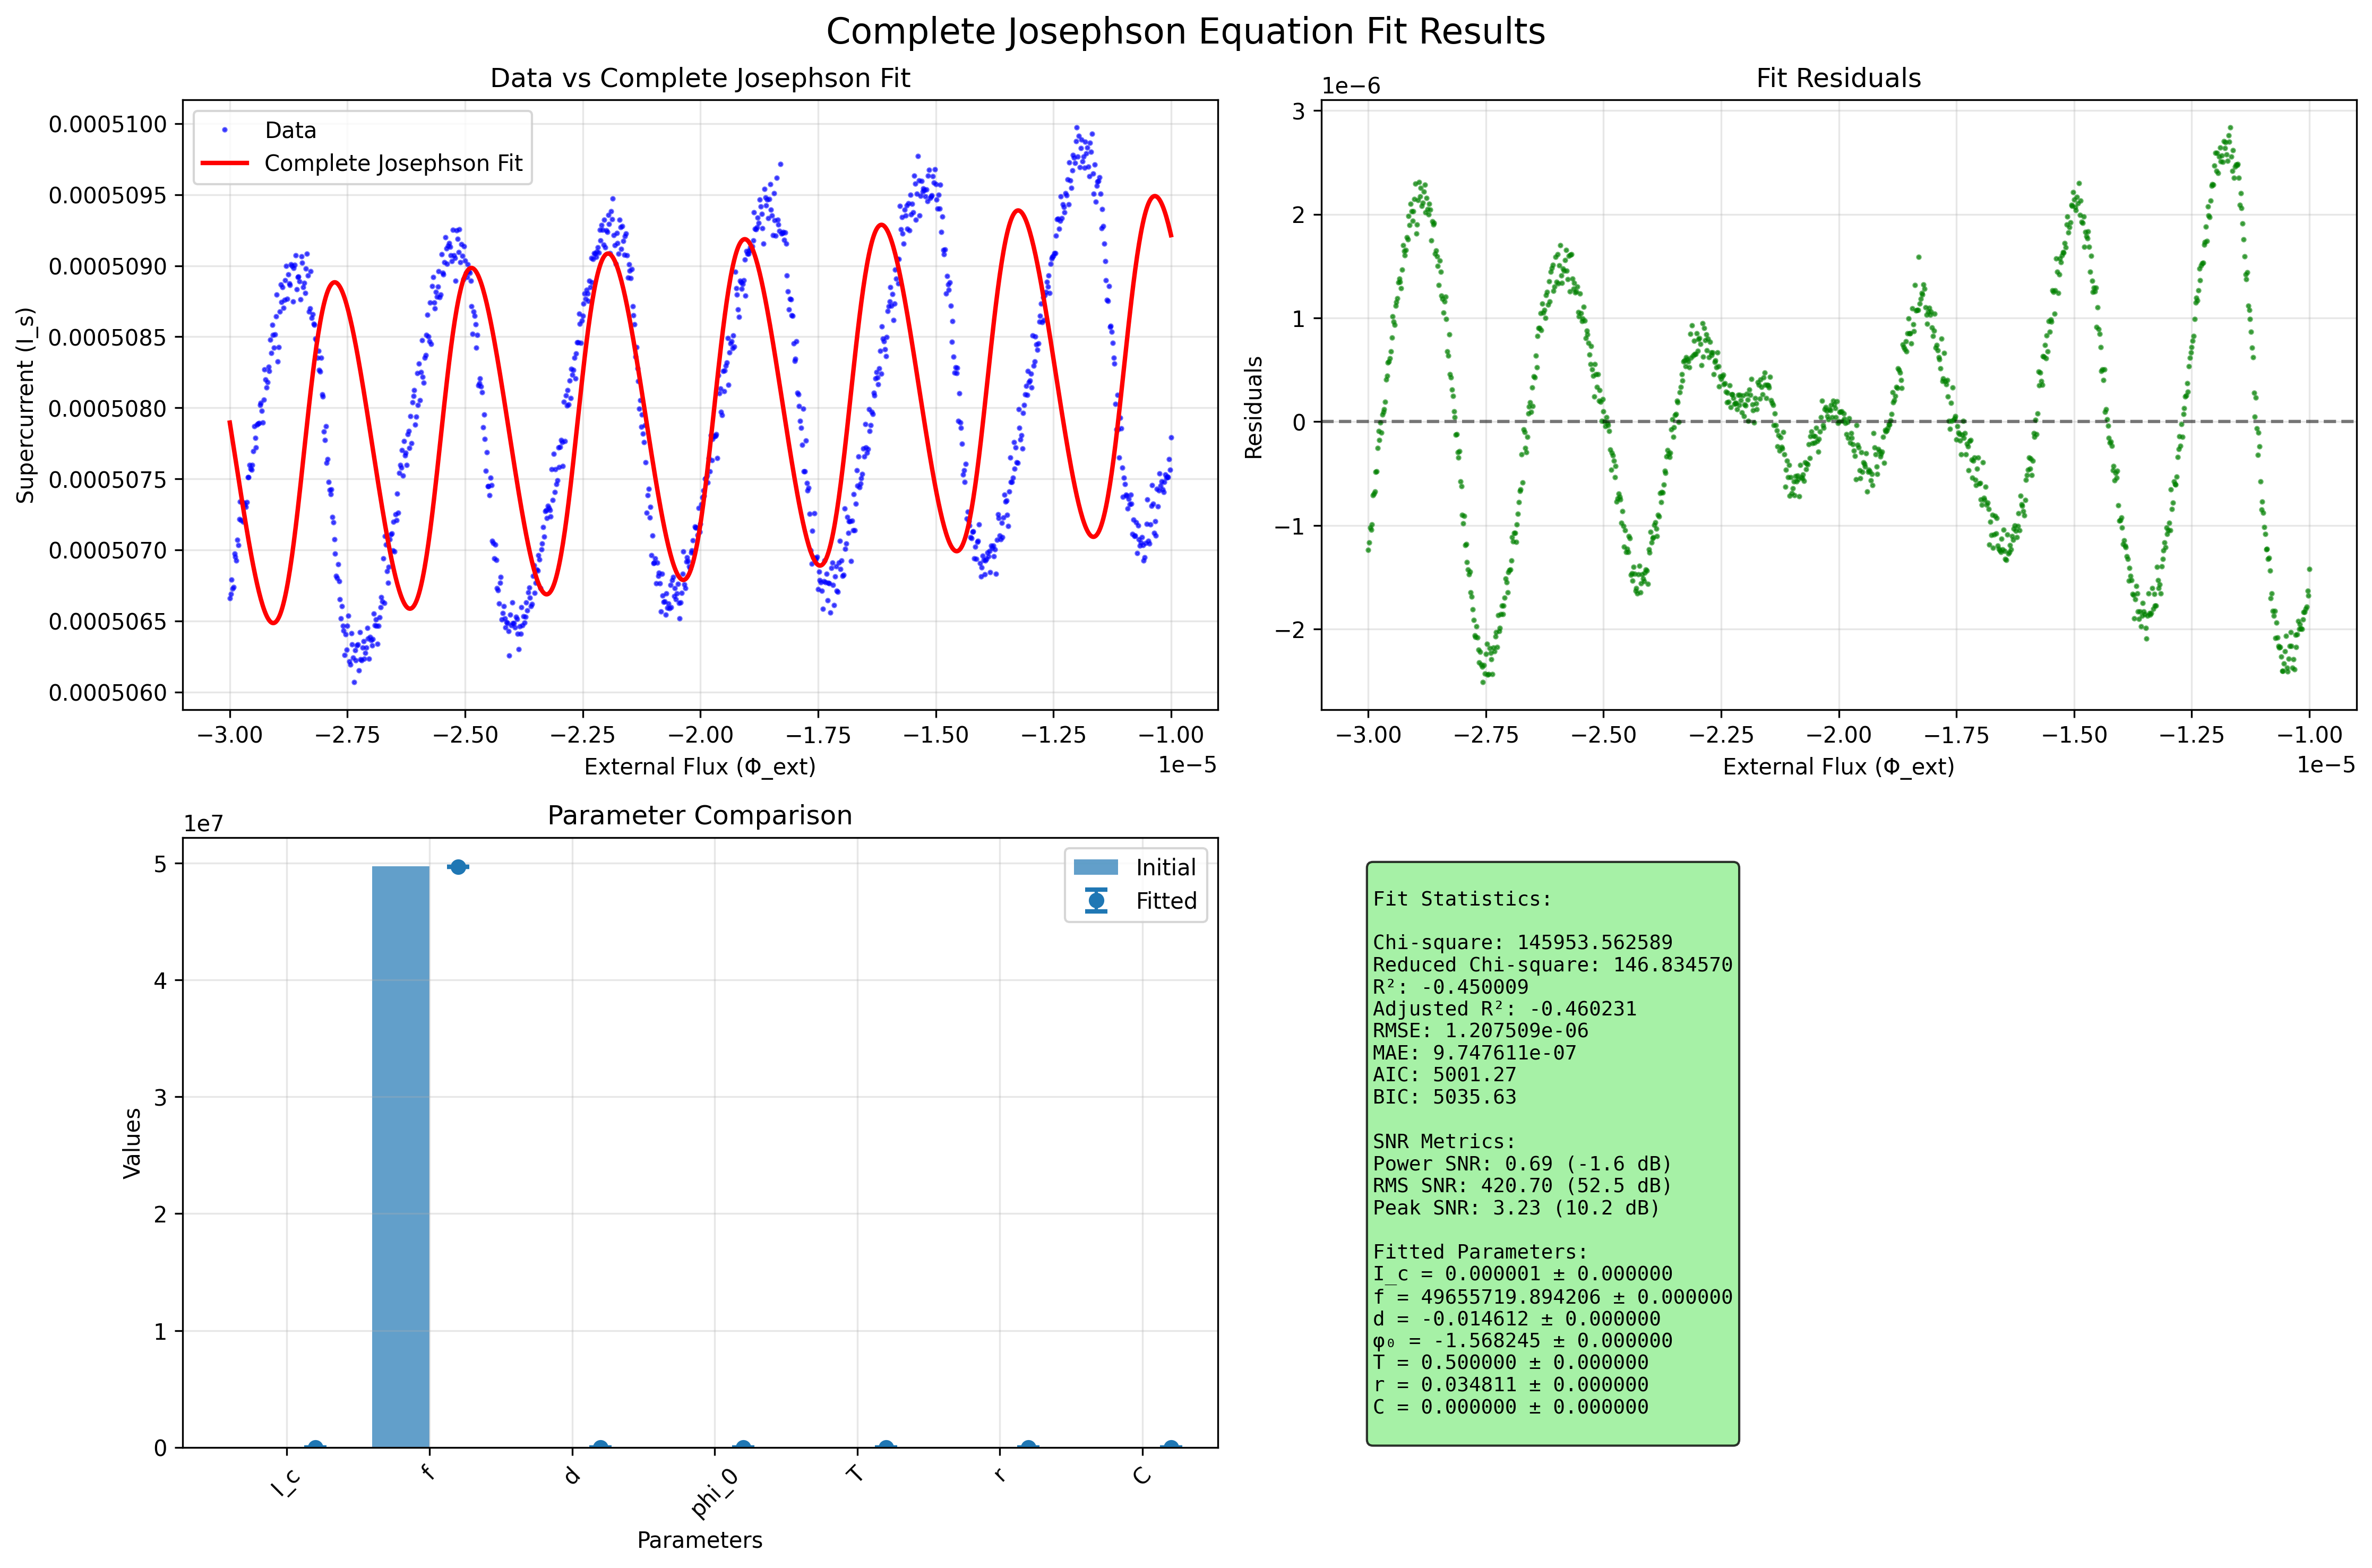 Complete Josephson Equation Fit Results
Data vs Complete Josephson Fit
Data
Complete Josephson Fit
0.0005100
0.0005095
0.0005090
0.0005085
0.0005080
0.0005075
0.0005070
0.0005065
0.0005060
Supercurrent (I_s)
−3.00 −2.75 −2.50 −2.25 −2.00 −1.75 −1.50 −1.25 −1.00
1e−5
External Flux (Φ_ext)
Fit Residuals
1e−6
3
2
1
0
−1
−2
Residuals
−3.00 −2.75 −2.50 −2.25 −2.00 −1.75 −1.50 −1.25 −1.00
1e−5
External Flux (Φ_ext)
Parameter Comparison
1e7
Initial
Fitted
5
4
3
2
1
0
Values
I_c f d phi_0 T r C
Parameters
Fit Statistics:
Chi-square: 145953.562589
Reduced Chi-square: 146.834570
R²: -0.450009
Adjusted R²: -0.460231
RMSE: 1.207509e-06
MAE: 9.747611e-07
AIC: 5001.27
BIC: 5035.63
SNR Metrics:
Power SNR: 0.69 (-1.6 dB)
RMS SNR: 420.70 (52.5 dB)
Peak SNR: 3.23 (10.2 dB)
Fitted Parameters:
I_c = 0.000001 ± 0.000000
f = 49655719.894206 ± 0.000000
d = -0.014612 ± 0.000000
φ₀ = -1.568245 ± 0.000000
T = 0.500000 ± 0.000000
r = 0.034811 ± 0.000000
C = 0.000000 ± 0.000000